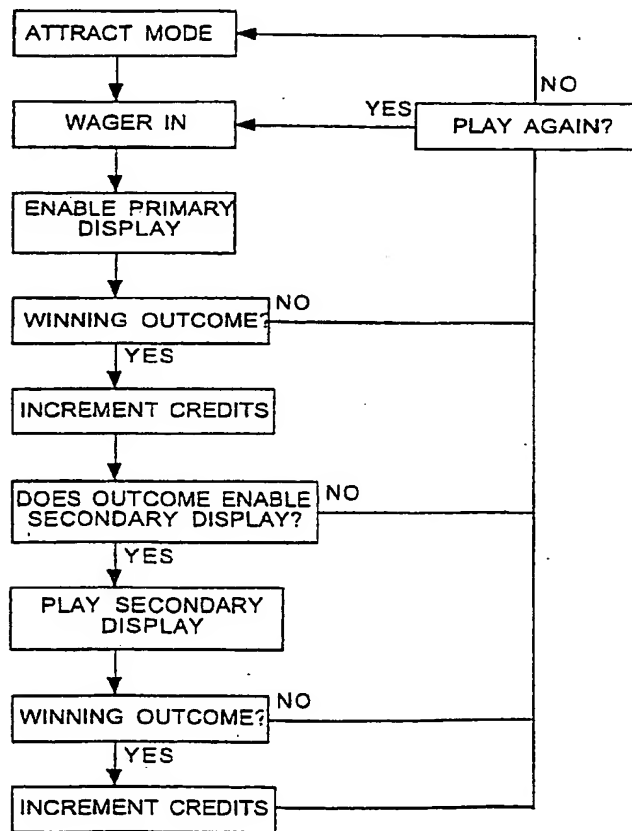 ATTRACT MODE
NO
YES
WAGER IN
PLAY AGAIN?
ENABLE PRIMARY
DISPLAY
NO
WINNING OUTCOME?
YES
INCREMENT CREDITS
DOES OUTCOME ENABLE
SECONDARY DISPLAY?
NO
YES
PLAY SECONDARY
DISPLAY
NO
WINNING OUTCOME?
YES
INCREMENT CREDITS